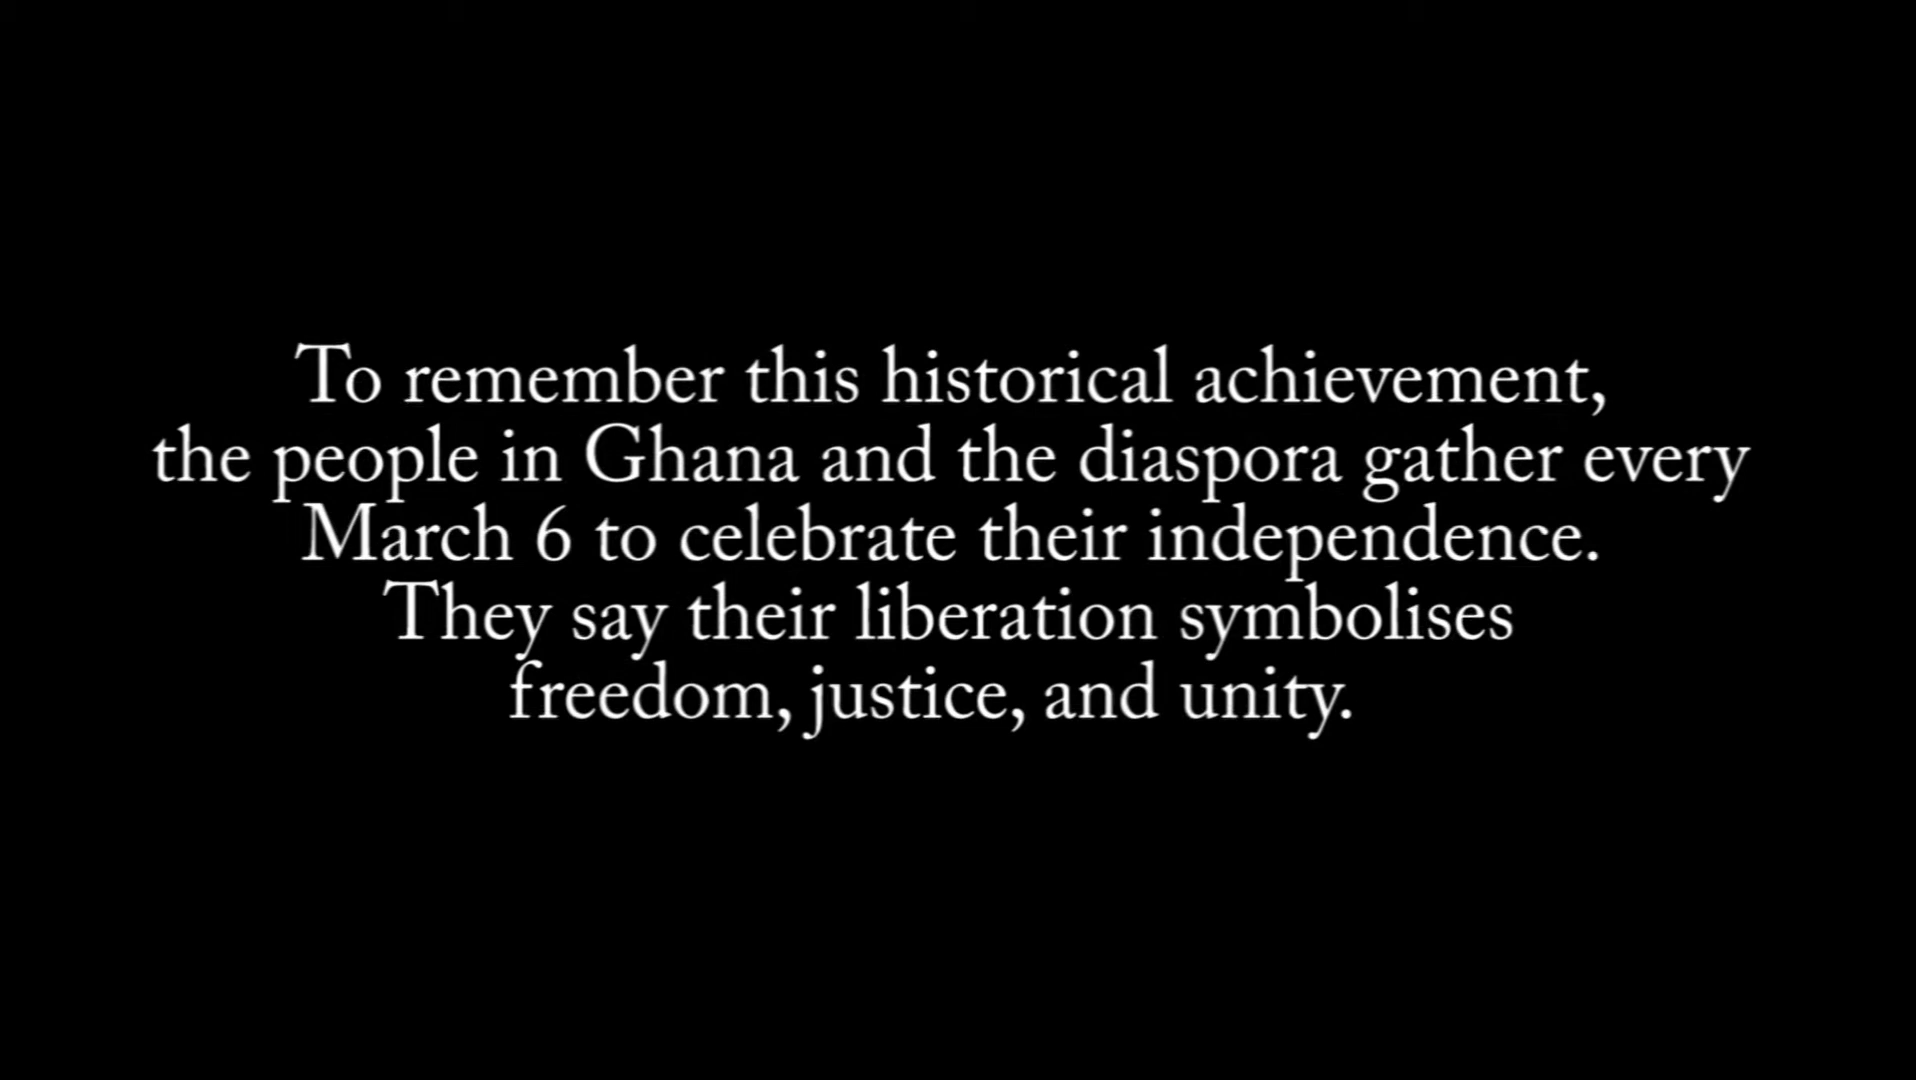 To remember this historical achievement,
the people in Ghana and the diaspora gather every
March 6 to celebrate their independence.
They say their liberation symbolises
freedom, justice, and unity.